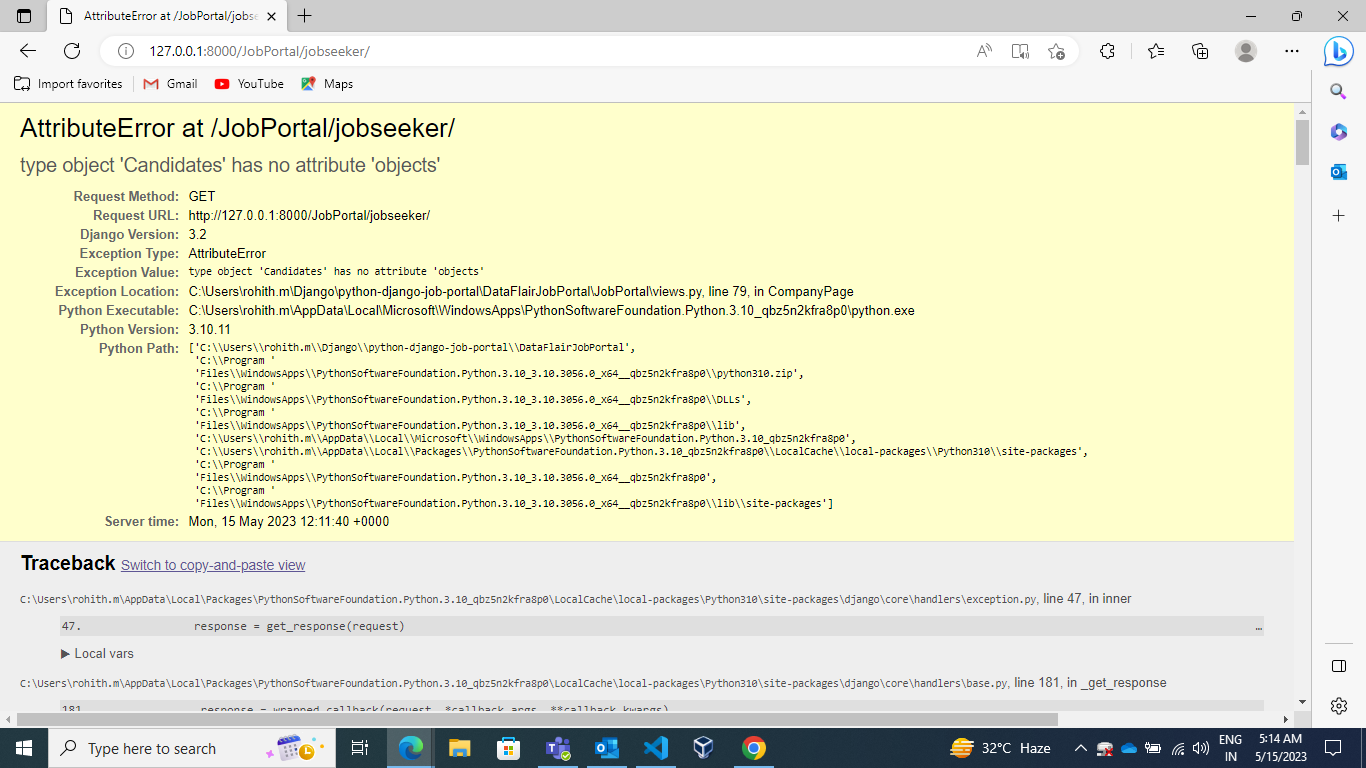 AttributeError at /JobPortal/jobse
127.0.0.1:8000/JobPortal/jobseeker/
Import favorites Gmail YouTube Maps
AttributeError at /JobPortal/jobseeker/
type object 'Candidates' has no attribute 'objects'
Request Method: GET
Request URL: http://127.0.0.1:8000/JobPortal/jobseeker/
Django Version: 3.2
Exception Type: AttributeError
Exception Value: type object 'Candidates' has no attribute 'objects'
Exception Location: C:\Users\rohith.m\Django\python-django-job-portal\DataFlairJobPortal\JobPortal\views.py, line 79, in CompanyPage
Python Executable: C:\Users\rohith.m\AppData\Local\Microsoft\WindowsApps\PythonSoftwareFoundation.Python.3.10_qbz5n2kfra8p0\python.exe
Python Version: 3.10.11
Python Path: ['C:\\Users\\rohith.m\\Django\\python-django-job-portal\\DataFlairJobPortal',
'C:\\Program '
'Files\\WindowsApps\\PythonSoftwareFoundation.Python.3.10_3.10.3056.0_x64__qbz5n2kfra8p0\\python310.zip',
'C:\\Program '
'Files\\WindowsApps\\PythonSoftwareFoundation.Python.3.10_3.10.3056.0_x64__qbz5n2kfra8p0\\DLLs',
'C:\\Program '
'Files\\WindowsApps\\PythonSoftwareFoundation.Python.3.10_3.10.3056.0_x64__qbz5n2kfra8p0\\lib',
'C:\\Users\\rohith.m\\AppData\\Local\\Microsoft\\WindowsApps\\PythonSoftwareFoundation.Python.3.10_qbz5n2kfra8p0',
'C:\\Users\\rohith.m\\AppData\\Local\\Packages\\PythonSoftwareFoundation.Python.3.10_qbz5n2kfra8p0\\LocalCache\\local-packages\\Python310\\site-packages',
'C:\\Program '
'Files\\WindowsApps\\PythonSoftwareFoundation.Python.3.10_3.10.3056.0_x64__qbz5n2kfra8p0',
'C:\\Program '
'Files\\WindowsApps\\PythonSoftwareFoundation.Python.3.10_3.10.3056.0_x64__qbz5n2kfra8p0\\lib\\site-packages']
Server time: Mon, 15 May 2023 12:11:40 +0000
Traceback Switch to copy-and-paste view
C:\Users\rohith.m\AppData\Local\Packages\PythonSoftwareFoundation.Python.3.10_qbz5n2kfra8p0\LocalCache\local-packages\Python310\site-packages\django\core\handlers\exception.py, line 47, in inner
47. response = get_response(request) …
▶ Local vars
C:\Users\rohith.m\AppData\Local\Packages\PythonSoftwareFoundation.Python.3.10_qbz5n2kfra8p0\LocalCache\local-packages\Python310\site-packages\django\core\handlers\base.py, line 181, in _get_response
181. response = wrapped_callback(request, *callback_args, **callback_kwargs)
Type here to search
32°C Haze
ENG
IN
5:14 AM
5/15/2023